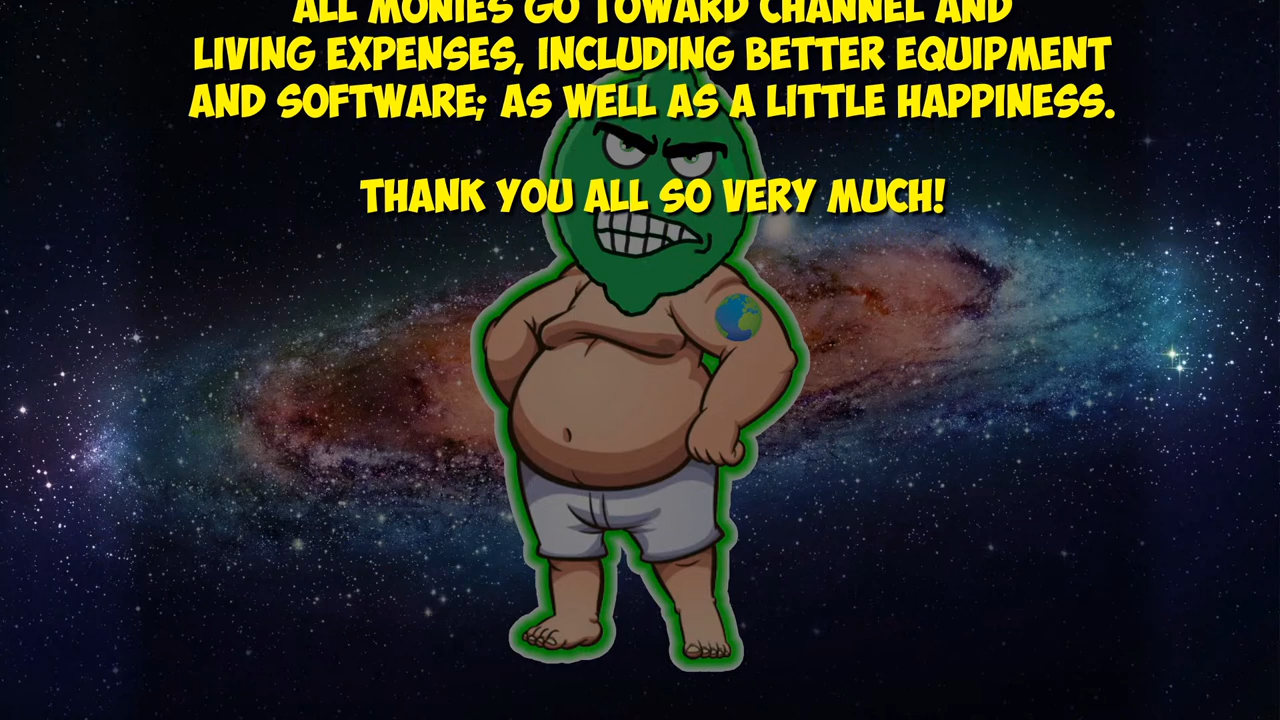 ALL MONIES GO TOWARD CHANNEL AND
LIVING EXPENSES, INCLUDING BETTER EQUIPMENT
AND SOFTWARE; AS WELL AS A LITTLE HAPPINESS.
THANK YOU ALL SO VERY MUCH!